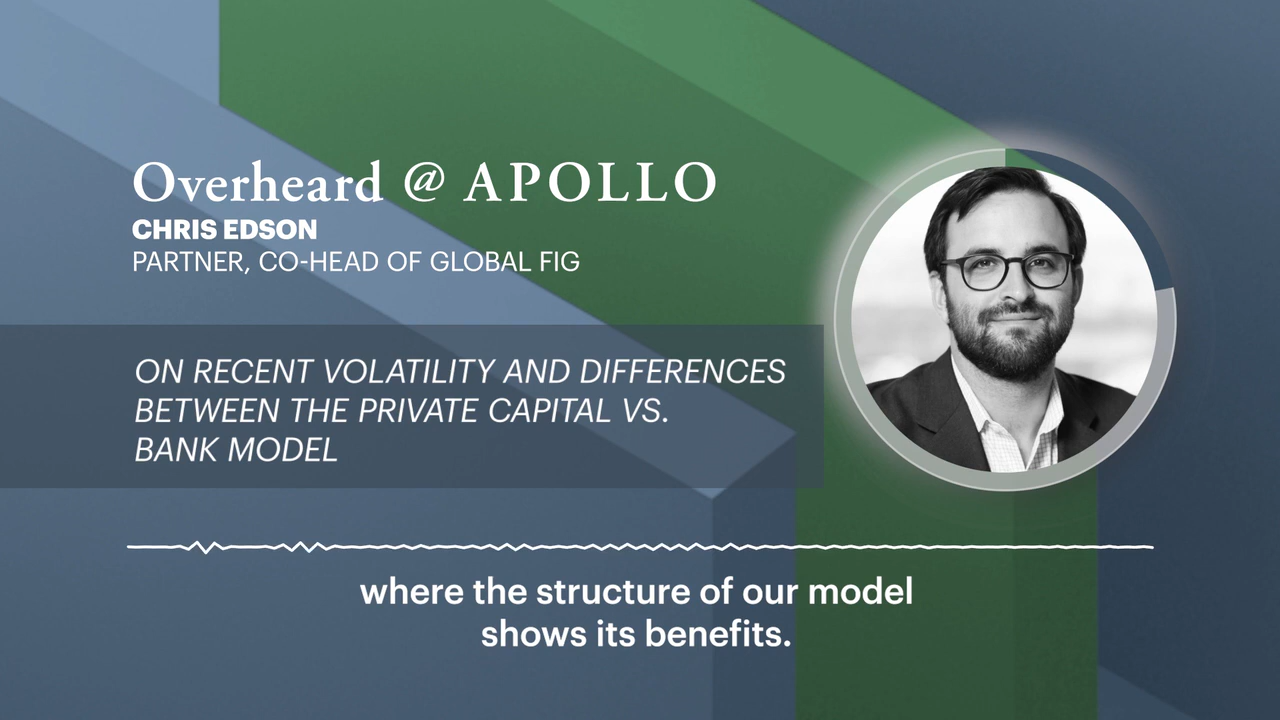 Overheard @ APOLLO
CHRIS EDSON
PARTNER, CO-HEAD OF GLOBAL FIG
ON RECENT VOLATILITY AND DIFFERENCES
BETWEEN THE PRIVATE CAPITAL VS.
BANK MODEL
where the structure of our model
shows its benefits.